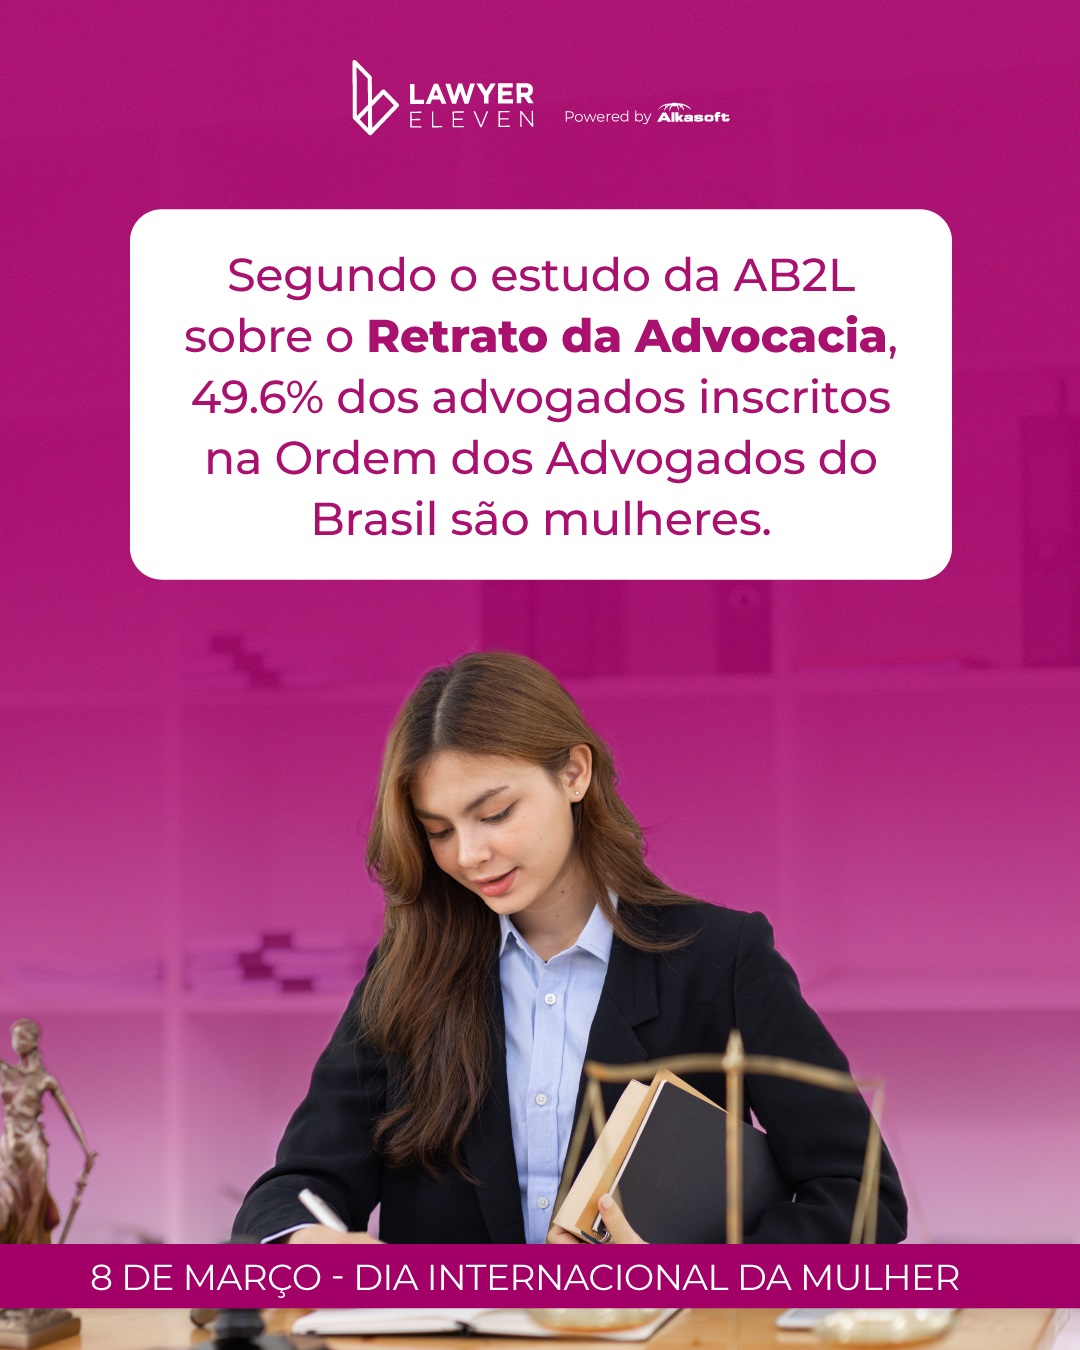 LAWYER
ELEVEN
Powered by Alkasoft
Segundo o estudo da AB2L
sobre o Retrato da Advocacia,
49.6% dos advogados inscritos
na Ordem dos Advogados do
Brasil são mulheres.
8 DE MARÇO - DIA INTERNACIONAL DA MULHER